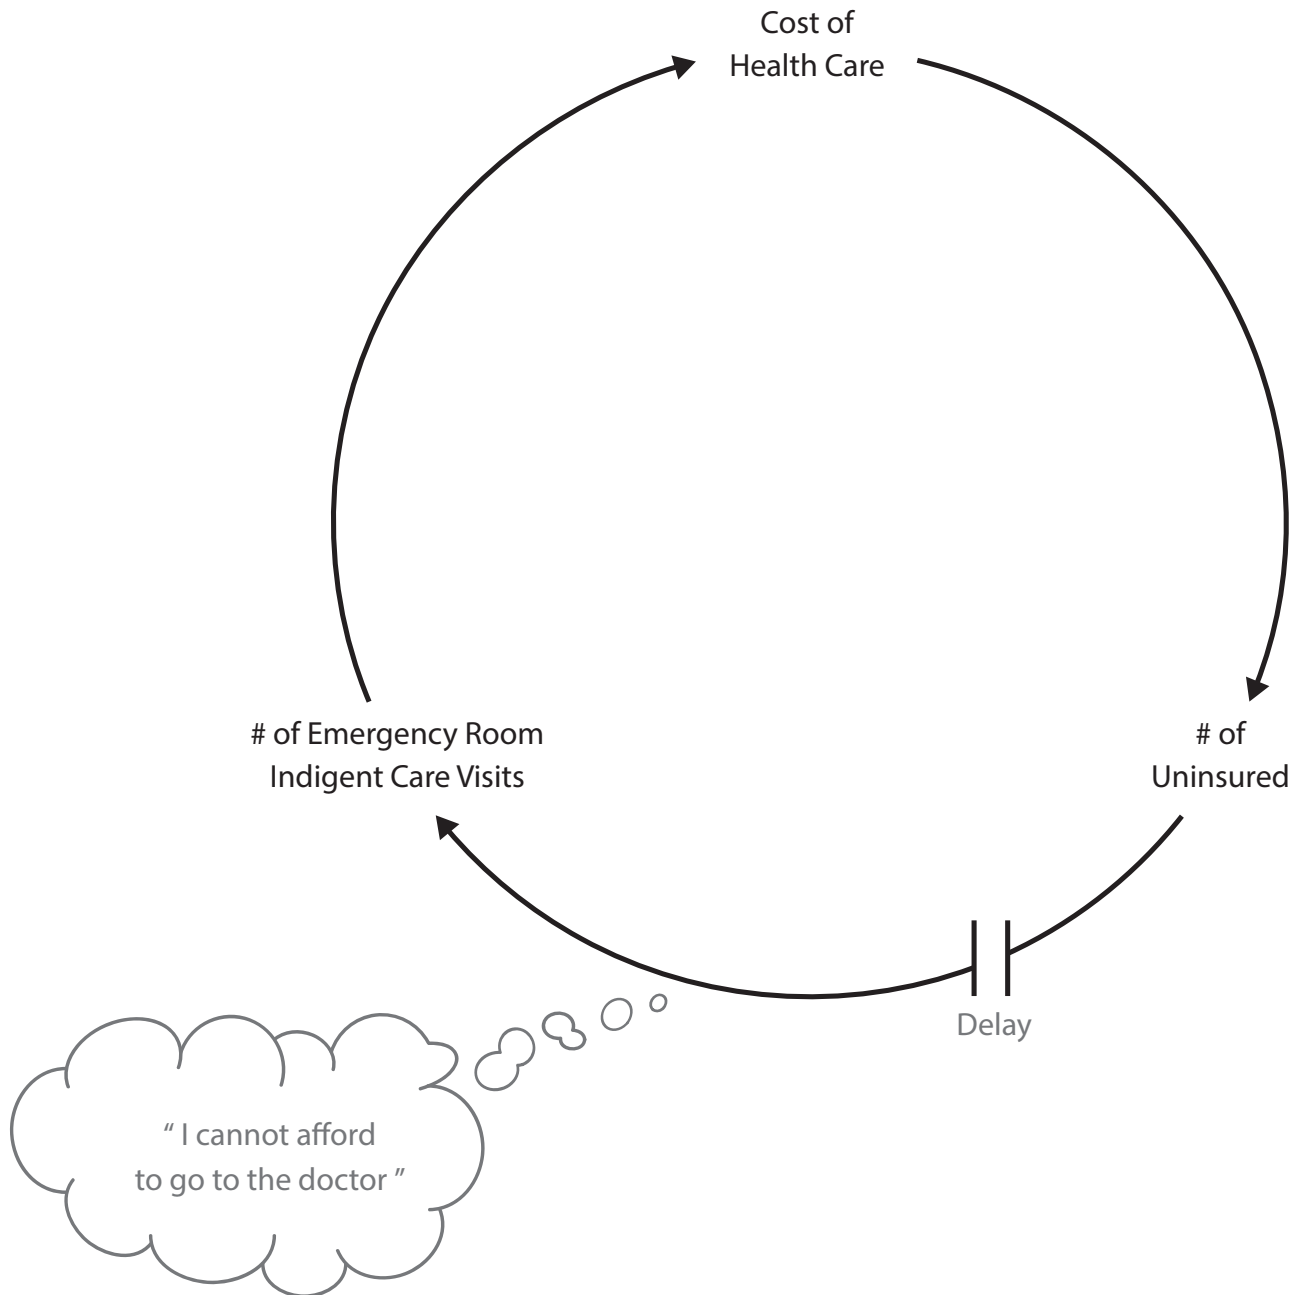 Cost of
Health Care
# of Emergency Room
Indigent Care Visits
# of
Uninsured
Delay
“ I cannot afford
to go to the doctor ”